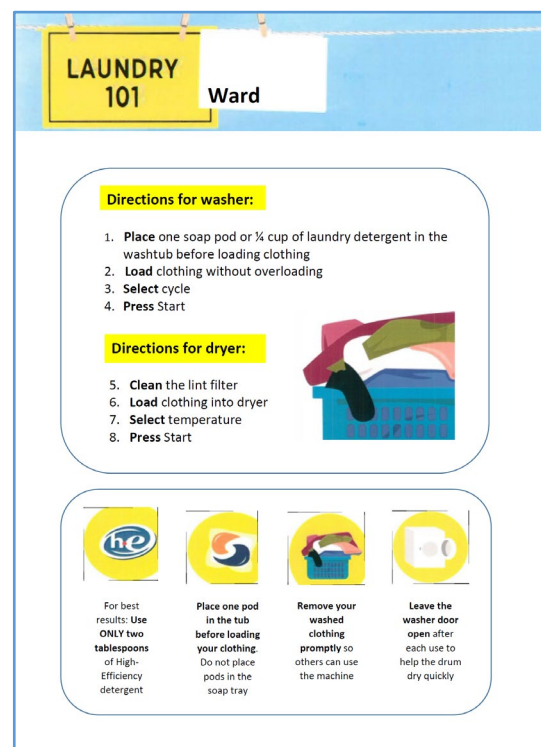 LAUNDRY
101
Ward
Directions for washer:
1. Place one soap pod or ¼ cup of laundry detergent in the
washtub before loading clothing
2. Load clothing without overloading
3. Select cycle
4. Press Start
Directions for dryer:
5. Clean the lint filter
6. Load clothing into dryer
7. Select temperature
8. Press Start
he
For best
results: Use
ONLY two
tablespoons
of High-
Efficiency
detergent
Place one pod
in the tub
before loading
your clothing.
Do not place
pods in the
soap tray
Remove your
washed
clothing
promptly so
others can use
the machine
Leave the
washer door
open after
each use to
help the drum
dry quickly